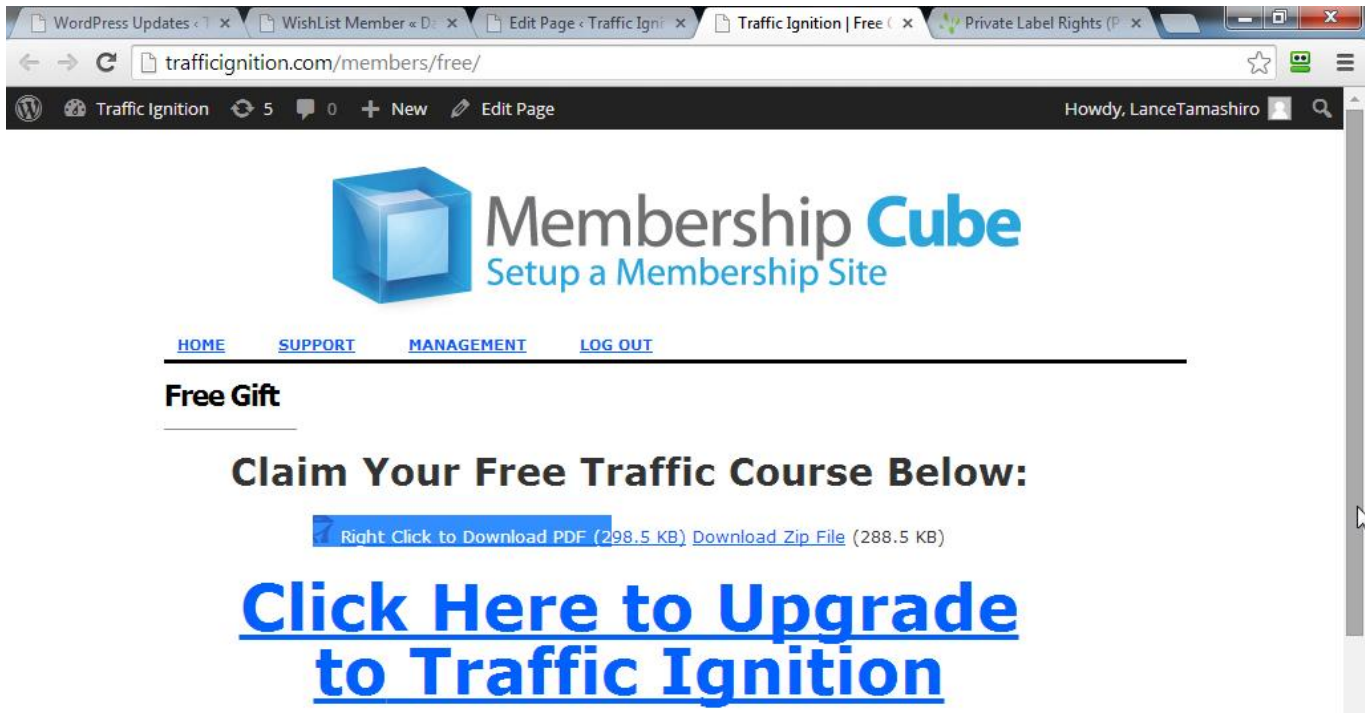 WordPress Updates ‹ T
WishList Member « Da
Edit Page ‹ Traffic Igni
Traffic Ignition | Free G
Private Label Rights (P
trafficignition.com/members/free/
Traffic Ignition 5 0 + New Edit Page Howdy, LanceTamashiro
Membership Cube
Setup a Membership Site
HOME SUPPORT MANAGEMENT LOG OUT
Free Gift
Claim Your Free Traffic Course Below:
Right Click to Download PDF (298.5 KB) Download Zip File (288.5 KB)
Click Here to Upgrade
to Traffic Ignition